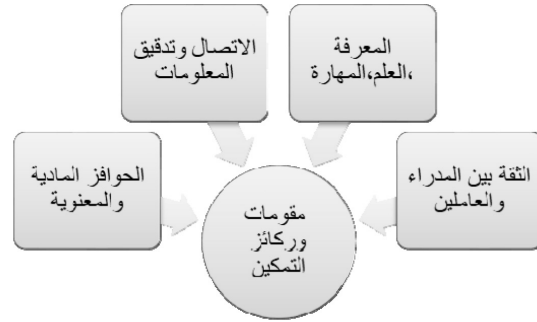 المعرفة
،العلم،المهارة
الاتصال وتدقيق
المعلومات
الثقة بين المدراء
والعاملين
الحوافز المادية
والمعنوية
مقومات
وركائز
التمكين